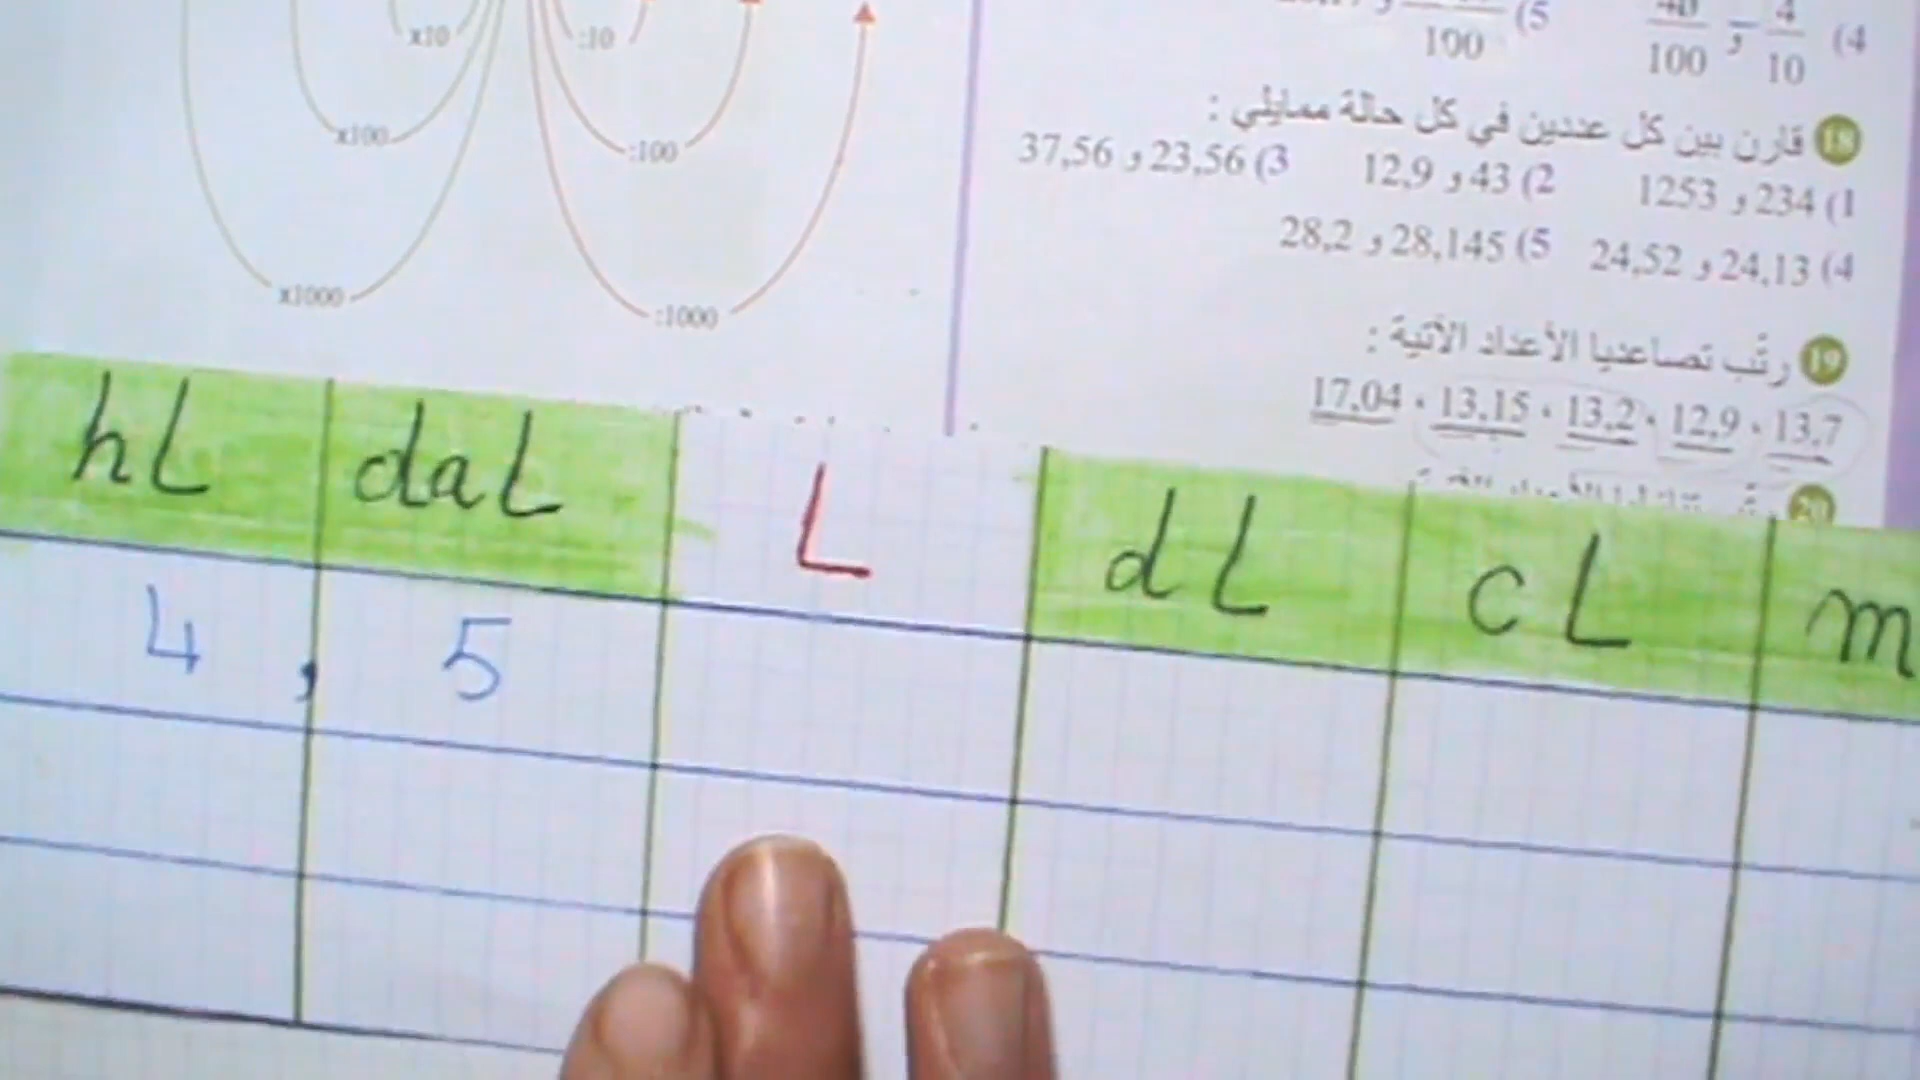 x10 :10
x100 :100
x1000 :1000
4) 4/10 و 40/100 5) 100
18 قارن بين كل عددين في كل حالة ممايلي :
1) 234 و 1253 2) 43 و 12,9 3) 23,56 و 37,56
4) 24,13 و 24,52 5) 28,145 و 28,2
19 رتّب تصاعديا الأعداد الآتية :
13,7 ، 12,9 ، 13,2 ، 13,15 ، 17,04
20
hL daL L dL cL m
4 , 5